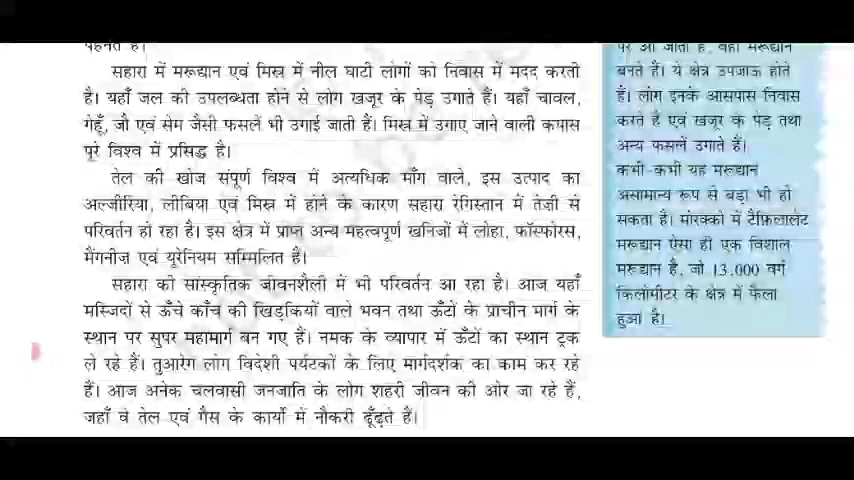 पहनते हैं।
सहारा में मरूद्यान एवं मिस्र में नील घाटी लोगों को निवास में मदद करती
है। यहाँ जल की उपलब्धता होने से लोग खजूर के पेड़ उगाते हैं। यहाँ चावल,
गेहूँ, जौ एवं सेम जैसी फसलें भी उगाई जाती हैं। मिस्र में उगाए जाने वाली कपास
पूरे विश्व में प्रसिद्ध है।
तेल की खोज संपूर्ण विश्व में अत्यधिक माँग वाले, इस उत्पाद का
अल्जीरिया, लीबिया एवं मिस्र में होने के कारण सहारा रेगिस्तान में तेज़ी से
परिवर्तन हो रहा है। इस क्षेत्र में प्राप्त अन्य महत्वपूर्ण खनिजों में लोहा, फॉस्फोरस,
मैंगनीज़ एवं यूरेनियम सम्मिलित हैं।
सहारा की सांस्कृतिक जीवनशैली में भी परिवर्तन आ रहा है। आज यहाँ
मस्जिदों से ऊँचे काँच की खिड़कियों वाले भवन तथा ऊँटों के प्राचीन मार्ग के
स्थान पर सुपर महामार्ग बन गए हैं। नमक के व्यापार में ऊँटों का स्थान ट्रक
ले रहे हैं। तुआरेग लोग विदेशी पर्यटकों के लिए मार्गदर्शक का काम कर रहे
हैं। आज अनेक चलवासी जनजाति के लोग शहरी जीवन की ओर जा रहे हैं,
जहाँ वे तेल एवं गैस के कार्यों में नौकरी ढूँढ़ते हैं।
पर आ जाता है, वहाँ मरूद्यान
बनते हैं। ये क्षेत्र उपजाऊ होते
हैं। लोग इनके आसपास निवास
करते हैं एवं खजूर के पेड़ तथा
अन्य फसलें उगाते हैं।
कभी-कभी यह मरूद्यान
असामान्य रूप से बड़ा भी हो
सकता है। मोरक्को में टैफ़िलालेट
मरूद्यान ऐसा ही एक विशाल
मरूद्यान है, जो 13,000 वर्ग
किलोमीटर के क्षेत्र में फैला
हुआ है।